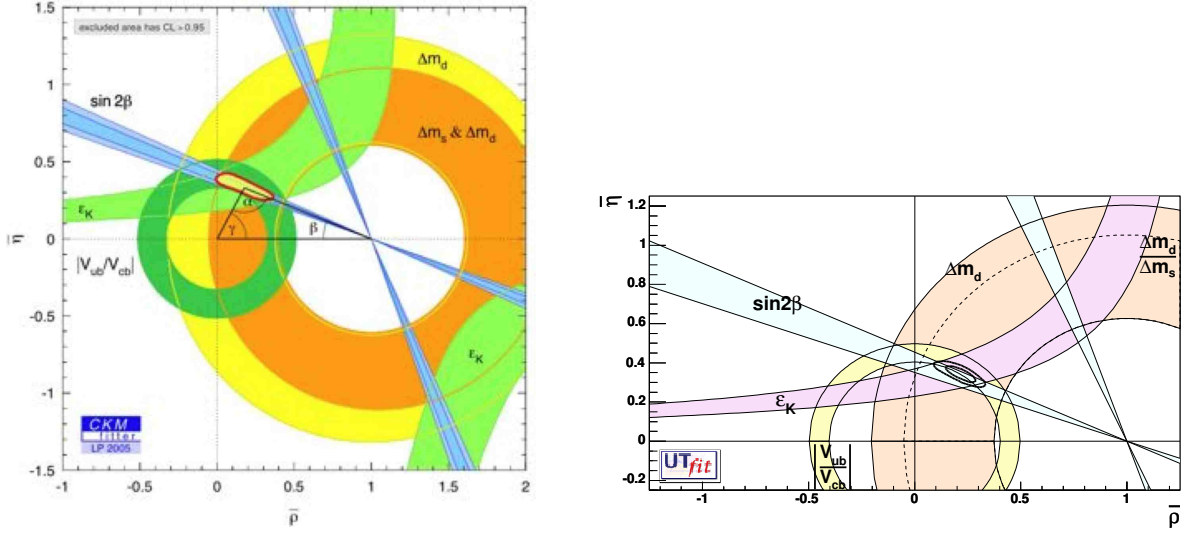 excluded area has CL > 0.95
Δm_d
sin 2β
Δm_s & Δm_d
ε_K
α
γ
β
|V_ub/V_cb|
ε_K
CKM
fitter
LP 2005
1.5
1
0.5
0
-0.5
-1
-1.5
η̄
-1
-0.5
0
0.5
1
1.5
2
ρ̄
η̄
1.2
1
0.8
0.6
0.4
0.2
0
-0.2
Δm_d
Δm_d
Δm_s
sin2β
ε_K
V_ub
V_cb
UTfit
-1
-0.5
0
0.5
1
ρ̄